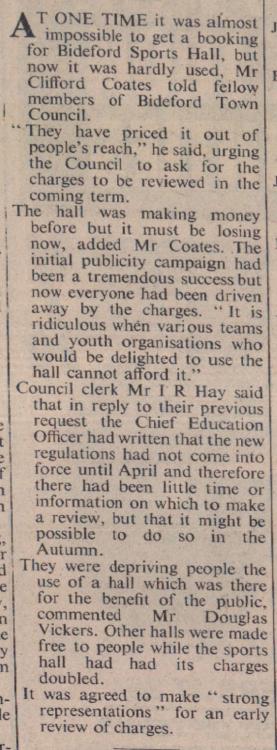 AT ONE TIME it was almost
impossible to get a booking
for Bideford Sports Hall, but
now it was hardly used, Mr
Clifford Coates told fellow
members of Bideford Town
Council.
"They have priced it out of
people's reach," he said, urging
the Council to ask for the
charges to be reviewed in the
coming term.
The hall was making money
before but it must be losing
now, added Mr Coates. The
initial publicity campaign had
been a tremendous success but
now everyone had been driven
away by the charges. "It is
ridiculous when various teams
and youth organisations who
would be delighted to use the
hall cannot afford it."
Council clerk Mr I R Hay said
that in reply to their previous
request the Chief Education
Officer had written that the new
regulations had not come into
force until April and therefore
there had been little time or
information on which to make
a review, but that it might be
possible to do so in the
Autumn.
They were depriving people the
use of a hall which was there
for the benefit of the public,
commented Mr Douglas
Vickers. Other halls were made
free to people while the sports
hall had had its charges
doubled.
It was agreed to make "strong
representations" for an early
review of charges.